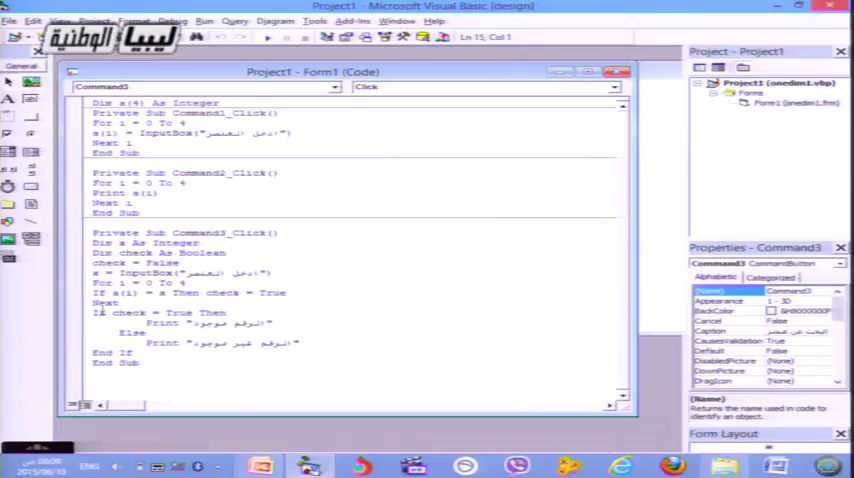 Project1 - Microsoft Visual Basic [design]
File Edit View Project Format Debug Run Query Diagram Tools Add-Ins Window Help
ليبيا الوطنية
Ln 15, Col 1
General
Project1 - Form1 (Code)
Command3
Click
Dim a(4) As Integer
Private Sub Command1_Click()
For i = 0 To 4
a(i) = InputBox("ادخل العنصر")
Next i
End Sub
Private Sub Command2_Click()
For i = 0 To 4
Print a(i)
Next i
End Sub
Private Sub Command3_Click()
Dim x As Integer
Dim check As Boolean
check = False
x = InputBox("ادخل العنصر")
For i = 0 To 4
If a(i) = x Then check = True
Next
If check = True Then
Print "الرقم موجود"
Else
Print "الرقم غير موجود"
End If
End Sub
Project - Project1
Project1 (onedim1.vbp)
Forms
Form1 (onedim1.frm)
Properties - Command3
Command3 CommandButton
Alphabetic Categorized
(Name) Command3
Appearance 1 - 3D
BackColor &H8000000F
Cancel False
Caption البحث عن عنصر
CausesValidation True
Default False
DisabledPicture (None)
DownPicture (None)
DragIcon (None)
(Name)
Returns the name used in code to identify an object.
Form Layout
ENG
2015/06/10